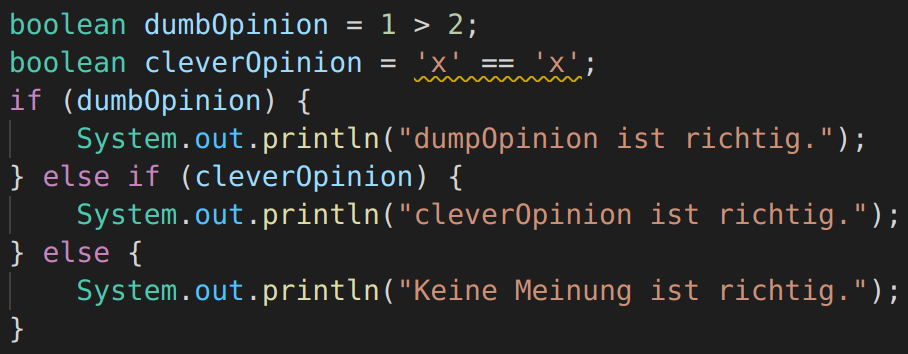 boolean dumbOpinion = 1 > 2;
boolean cleverOpinion = 'x' == 'x';
if (dumbOpinion) {
    System.out.println("dumpOpinion ist richtig.");
} else if (cleverOpinion) {
    System.out.println("cleverOpinion ist richtig.");
} else {
    System.out.println("Keine Meinung ist richtig.");
}